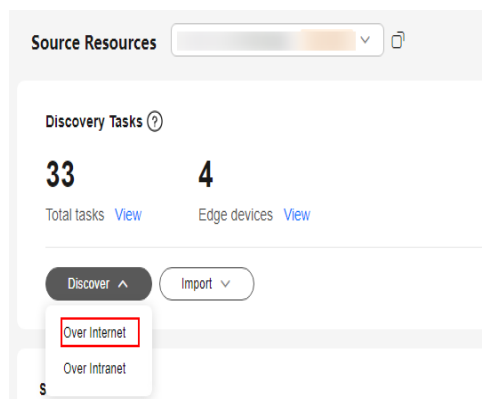 Source Resources
Discovery Tasks ?
33 4
Total tasks View Edge devices View
Discover Import
Over Internet
Over Intranet